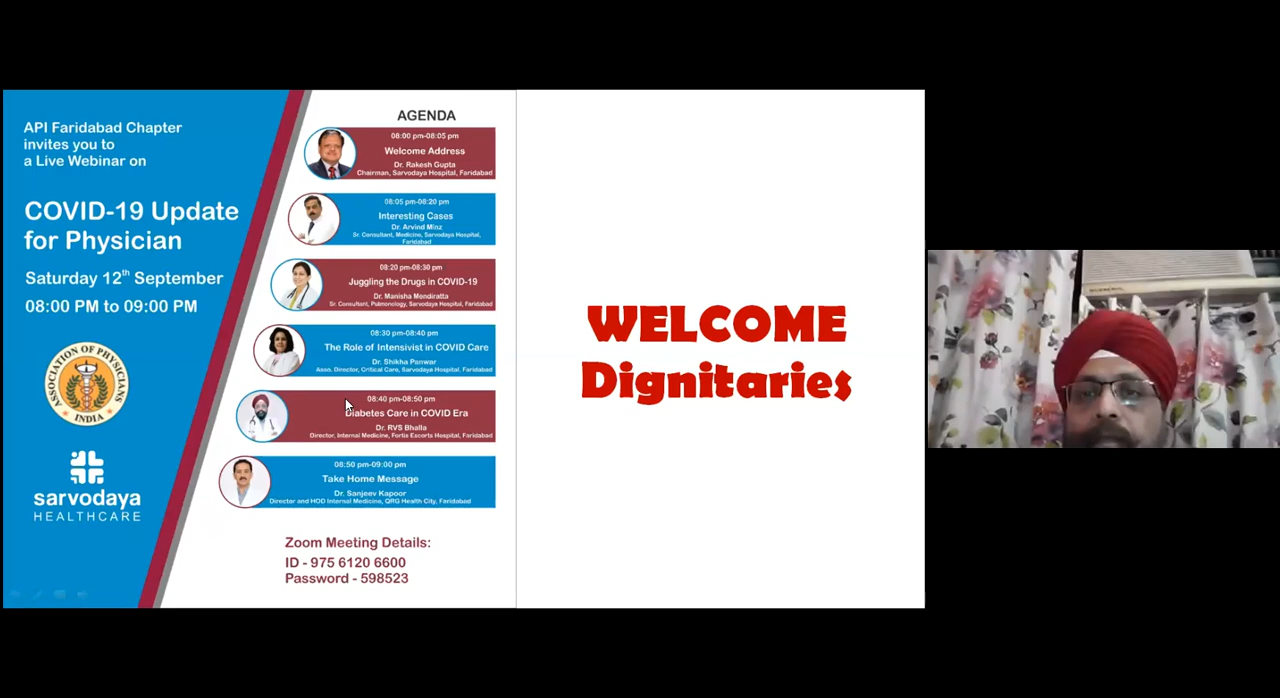 API Faridabad Chapter
invites you to
a Live Webinar on
COVID-19 Update
for Physician
Saturday 12th September
08:00 PM to 09:00 PM
ASSOCIATION OF PHYSICIANS
INDIA
sarvodaya
HEALTHCARE
AGENDA
08:00 pm-08:05 pm
Welcome Address
Dr. Rakesh Gupta
Chairman, Sarvodaya Hospital, Faridabad
08:05 pm-08:20 pm
Interesting Cases
Dr. Arvind Minz
Sr. Consultant, Medicine, Sarvodaya Hospital,
Faridabad
08:20 pm-08:30 pm
Juggling the Drugs in COVID-19
Dr. Manisha Mendiratta
Sr. Consultant, Pulmonology, Sarvodaya Hospital, Faridabad
08:30 pm-08:40 pm
The Role of Intensivist in COVID Care
Dr. Shikha Panwar
Asso. Director, Critical Care, Sarvodaya Hospital, Faridabad
08:40 pm-08:50 pm
Diabetes Care in COVID Era
Dr. RVS Bhalla
Director, Internal Medicine, Fortis Escorts Hospital, Faridabad
08:50 pm-09:00 pm
Take Home Message
Dr. Sanjeev Kapoor
Director and HOD Internal Medicine, QRG Health City, Faridabad
Zoom Meeting Details:
ID - 975 6120 6600
Password - 598523
WELCOME
Dignitaries